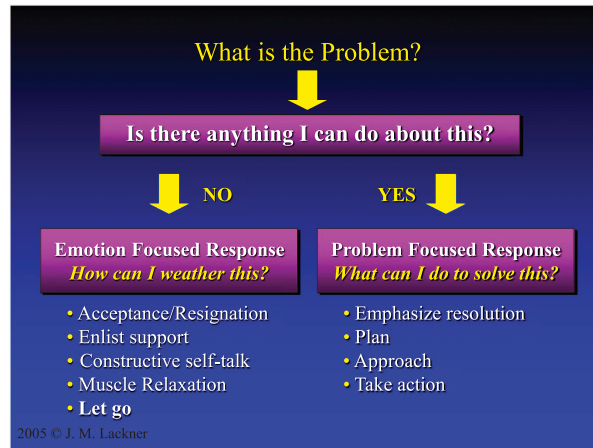 What is the Problem?
Is there anything I can do about this?
NO
YES
Emotion Focused Response
How can I weather this?
• Acceptance/Resignation
• Enlist support
• Constructive self-talk
• Muscle Relaxation
• Let go
Problem Focused Response
What can I do to solve this?
• Emphasize resolution
• Plan
• Approach
• Take action
2005 © J. M. Lackner